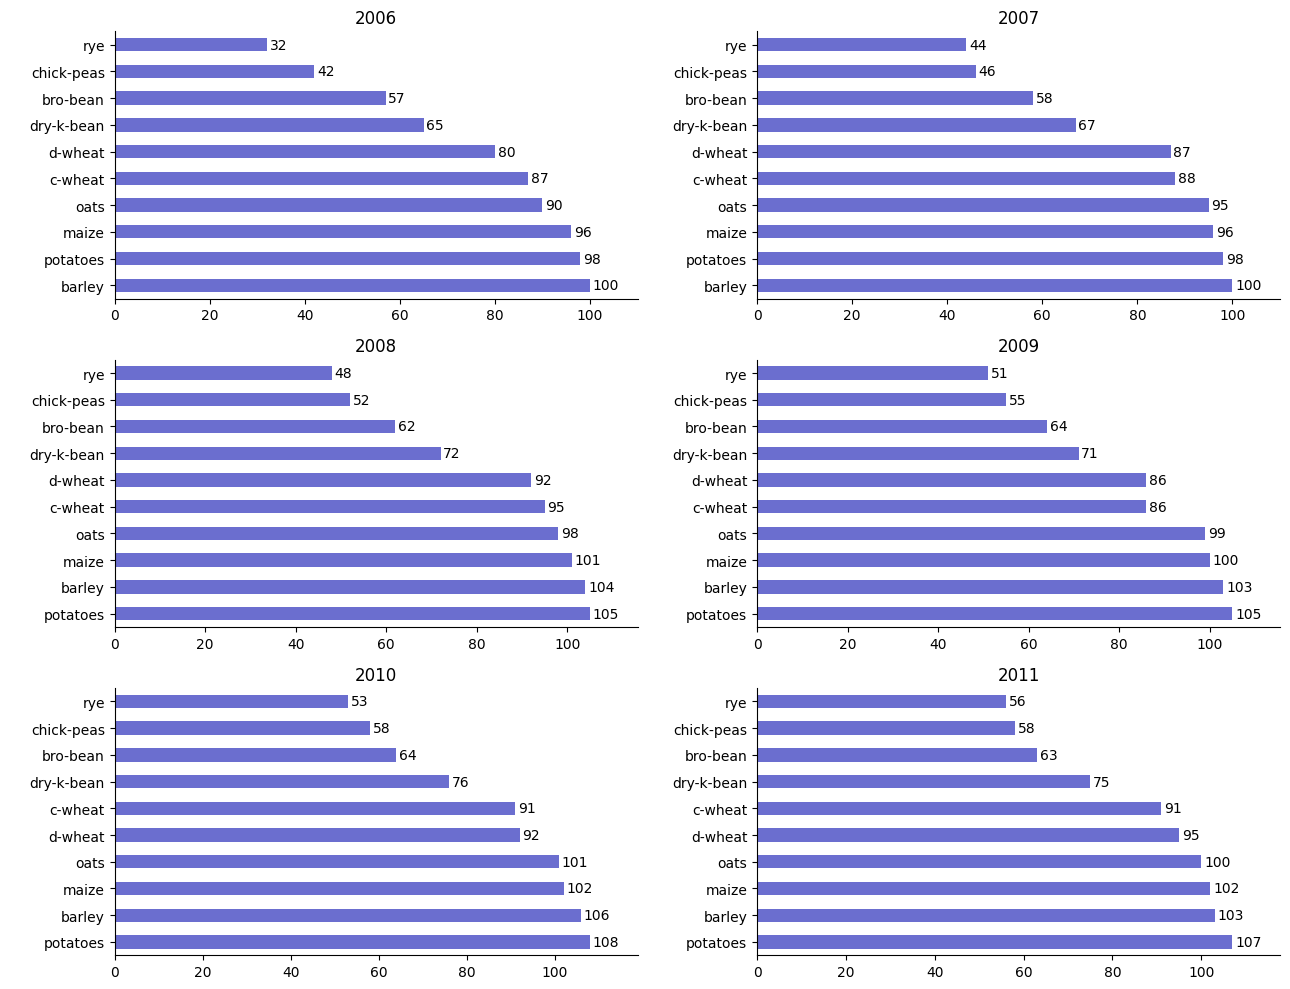 2006
rye 32
chick-peas 42
bro-bean 57
dry-k-bean 65
d-wheat 80
c-wheat 87
oats 90
maize 96
potatoes 98
barley 100
0 20 40 60 80 100
2007
rye 44
chick-peas 46
bro-bean 58
dry-k-bean 67
d-wheat 87
c-wheat 88
oats 95
maize 96
potatoes 98
barley 100
0 20 40 60 80 100
2008
rye 48
chick-peas 52
bro-bean 62
dry-k-bean 72
d-wheat 92
c-wheat 95
oats 98
maize 101
barley 104
potatoes 105
0 20 40 60 80 100
2009
rye 51
chick-peas 55
bro-bean 64
dry-k-bean 71
d-wheat 86
c-wheat 86
oats 99
maize 100
barley 103
potatoes 105
0 20 40 60 80 100
2010
rye 53
chick-peas 58
bro-bean 64
dry-k-bean 76
c-wheat 91
d-wheat 92
oats 101
maize 102
barley 106
potatoes 108
0 20 40 60 80 100
2011
rye 56
chick-peas 58
bro-bean 63
dry-k-bean 75
c-wheat 91
d-wheat 95
oats 100
maize 102
barley 103
potatoes 107
0 20 40 60 80 100